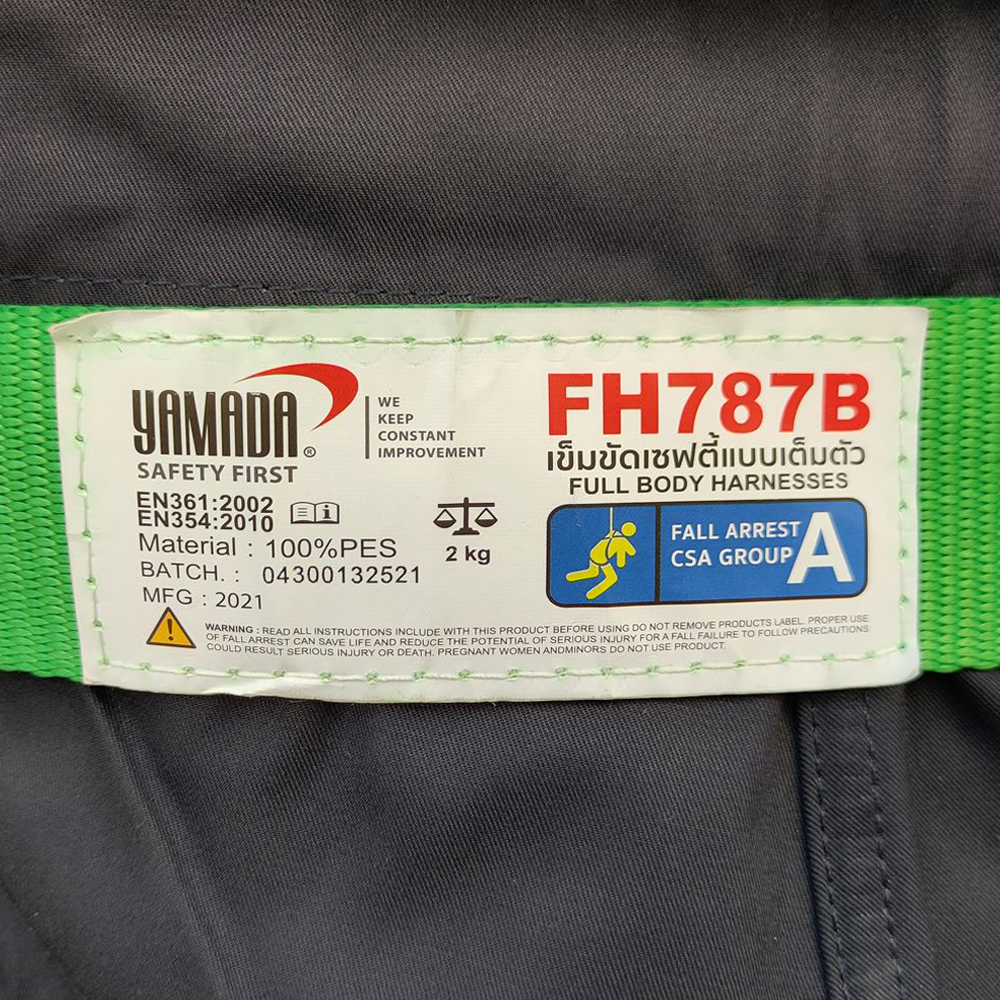 YAMADA®
SAFETY FIRST
WE
KEEP
CONSTANT
IMPROVEMENT
EN361:2002
EN354:2010
2 kg
Material : 100%PES
BATCH. : 04300132521
MFG : 2021
FH787B
เข็มขัดเซฟตี้แบบเต็มตัว
FULL BODY HARNESSES
FALL ARREST
CSA GROUP
A
WARNING : READ ALL INSTRUCTIONS INCLUDE WITH THIS PRODUCT BEFORE USING DO NOT REMOVE PRODUCTS LABEL. PROPER USE
OF FALL ARREST CAN SAVE LIFE AND REDUCE THE POTENTIAL OF SERIOUS INJURY FOR A FALL FAILURE TO FOLLOW PRECAUTIONS
COULD RESULT SERIOUS INJURY OR DEATH. PREGNANT WOMEN ANDMINORS DO NOT USE PRODUCT.